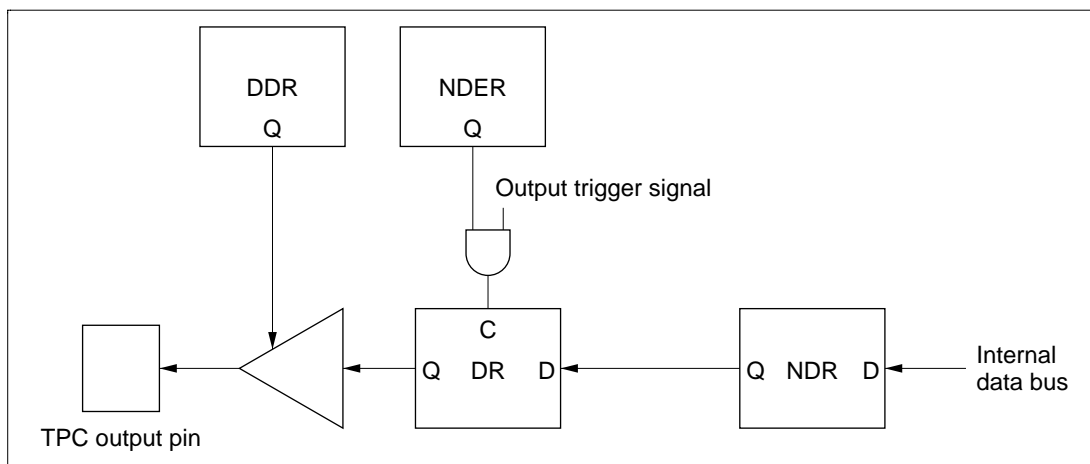 DDR
Q
NDER
Q
Output trigger signal
C
Q DR D
Q NDR D
Internal
data bus
TPC output pin